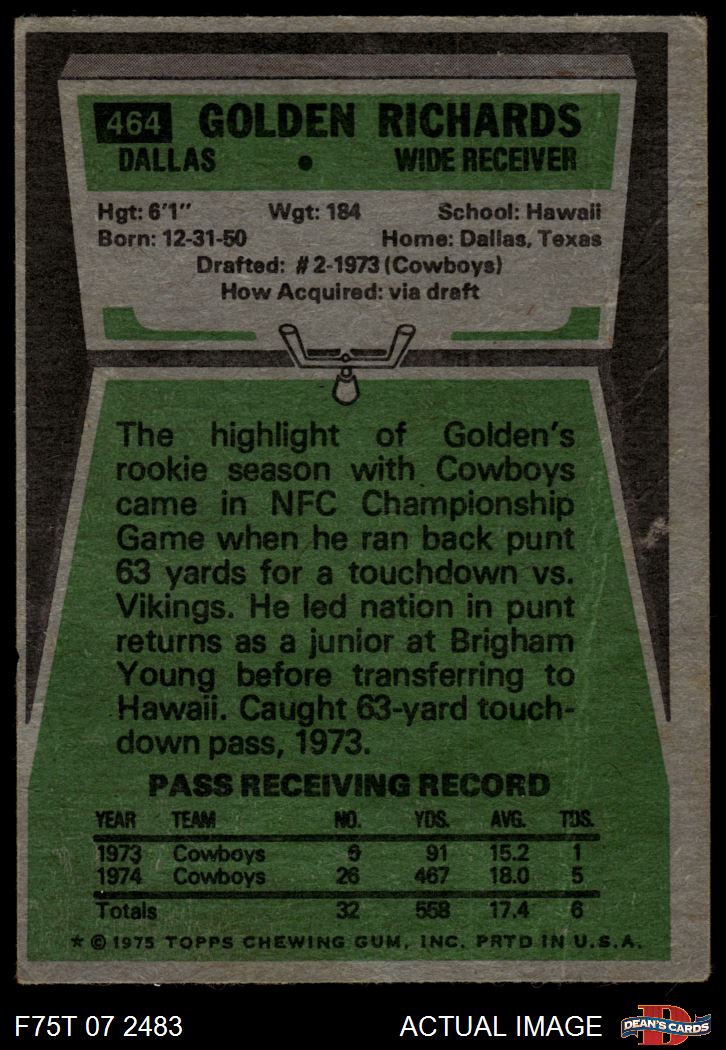 464 GOLDEN RICHARDS
DALLAS • WIDE RECEIVER
Hgt: 6'1" Wgt: 184 School: Hawaii
Born: 12-31-50 Home: Dallas, Texas
Drafted: #2-1973 (Cowboys)
How Acquired: via draft
The highlight of Golden's
rookie season with Cowboys
came in NFC Championship
Game when he ran back punt
63 yards for a touchdown vs.
Vikings. He led nation in punt
returns as a junior at Brigham
Young before transferring to
Hawaii. Caught 63-yard touch-
down pass, 1973.
PASS RECEIVING RECORD
YEAR TEAM NO. YDS. AVG. TDS.
1973 Cowboys 6 91 15.2 1
1974 Cowboys 26 467 18.0 5
Totals 32 558 17.4 6
* © 1975 TOPPS CHEWING GUM, INC. PRTD IN U.S.A.
F75T 07 2483 ACTUAL IMAGE DEAN'S CARDS